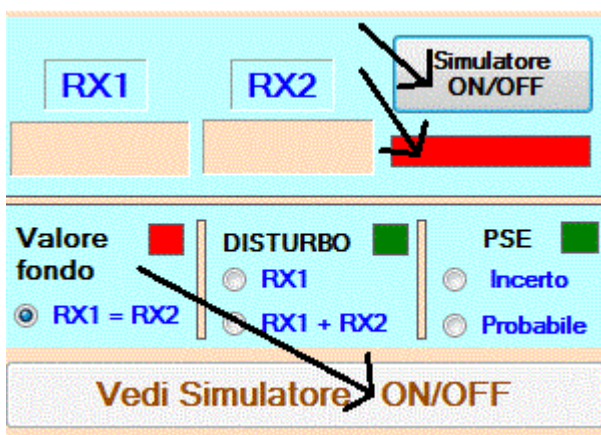 RX1
RX2
Simulatore
ON/OFF
Valore
fondo
RX1 = RX2
DISTURBO
RX1
RX1 + RX2
PSE
Incerto
Probabile
Vedi Simulatore ON/OFF